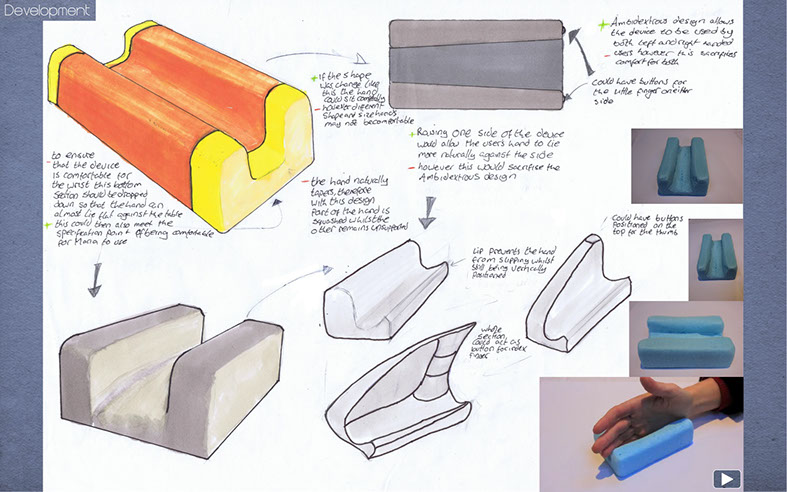 Development
+ If the shape
was change like
this the hand
could sit comfortably
- however different
shape and size hands
may not be comfortable
+ Ambidextrous design allows
the device to be used by
both left and right handed
- users however this sacrifices
comfort for both
could have buttons for
the little finger on either
side
+ Raising one side of the device
would allow the users hand to lie
more naturally against the side
- however this would sacrifice the
Ambidextrous design
- to ensure
that the device
is comfortable for
the wrist this bottom
section should be dropped
down so that the hand can
almost lie flat against the table
+ this could then also meet the
specification point of being comfortable
for Maria to use
- the hand naturally
tapers, therefore
with this design
part of the hand is
squashed whilst the
other remains unsupported
Could have buttons
positioned on the
top for the thumb
Lip prevents the hand
from slipping whilst
still being vertically
positioned
whole
section
could act as
button for index
finger